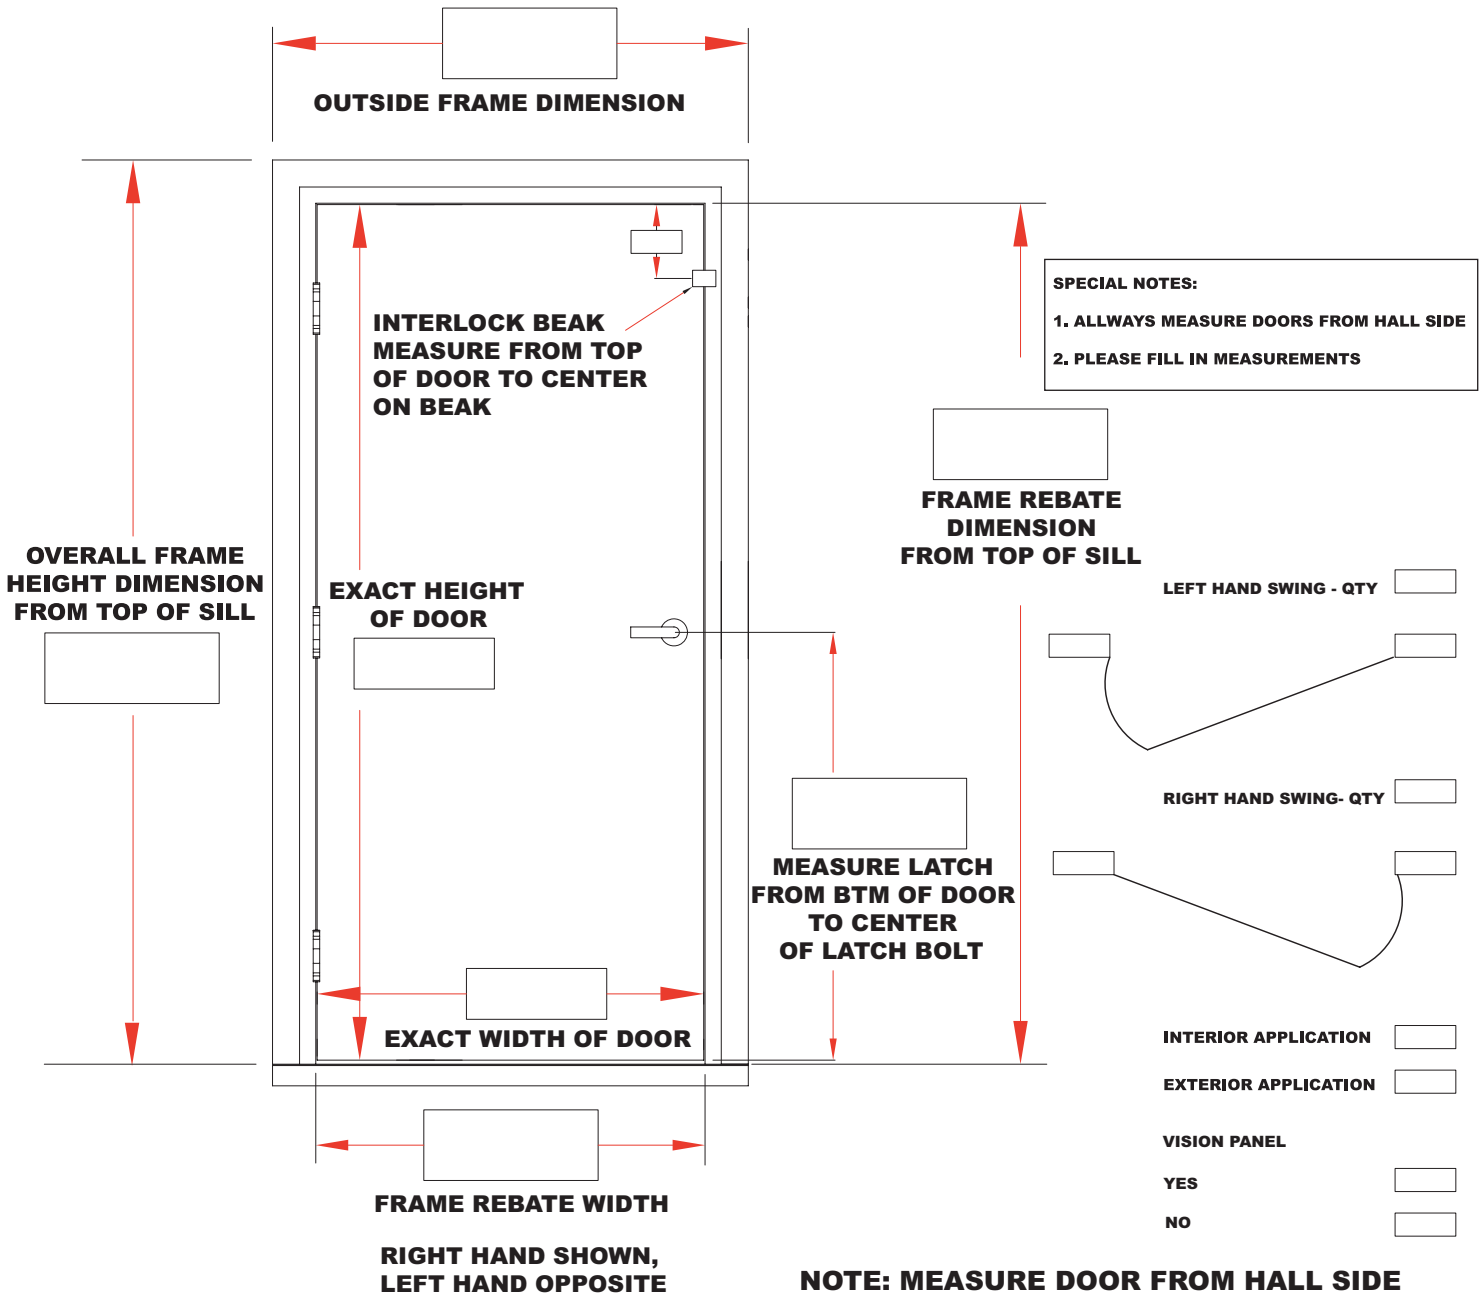 OUTSIDE FRAME DIMENSION
INTERLOCK BEAK
MEASURE FROM TOP
OF DOOR TO CENTER
ON BEAK
SPECIAL NOTES:
1. ALLWAYS MEASURE DOORS FROM HALL SIDE
2. PLEASE FILL IN MEASUREMENTS
OVERALL FRAME
HEIGHT DIMENSION
FROM TOP OF SILL
EXACT HEIGHT
OF DOOR
FRAME REBATE
DIMENSION
FROM TOP OF SILL
LEFT HAND SWING - QTY
RIGHT HAND SWING- QTY
MEASURE LATCH
FROM BTM OF DOOR
TO CENTER
OF LATCH BOLT
EXACT WIDTH OF DOOR
INTERIOR APPLICATION
EXTERIOR APPLICATION
VISION PANEL
YES
NO
FRAME REBATE WIDTH
RIGHT HAND SHOWN,
LEFT HAND OPPOSITE
NOTE: MEASURE DOOR FROM HALL SIDE